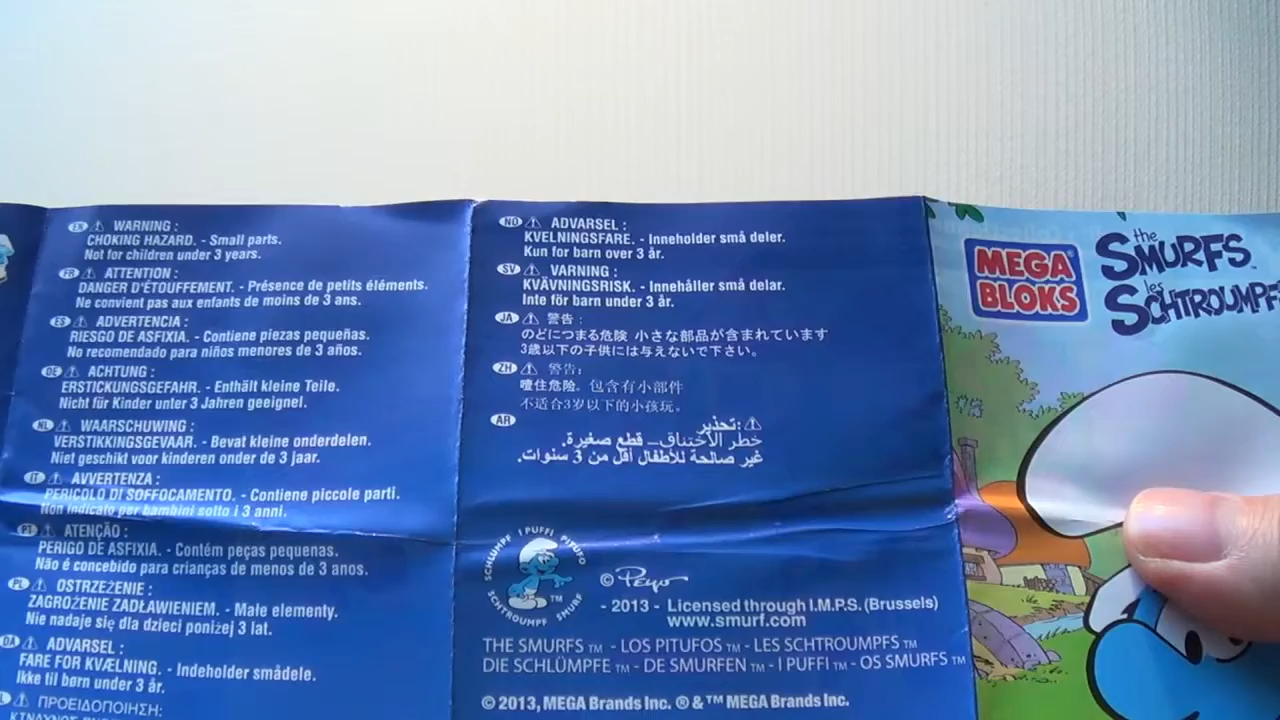 EN WARNING :
CHOKING HAZARD. - Small parts.
Not for children under 3 years.
FR ATTENTION :
DANGER D'ÉTOUFFEMENT. - Présence de petits éléments.
Ne convient pas aux enfants de moins de 3 ans.
ES ADVERTENCIA :
RIESGO DE ASFIXIA. - Contiene piezas pequeñas.
No recomendado para niños menores de 3 años.
DE ACHTUNG :
ERSTICKUNGSGEFAHR. - Enthält kleine Teile.
Nicht für Kinder unter 3 Jahren geeignet.
NL WAARSCHUWING :
VERSTIKKINGSGEVAAR. - Bevat kleine onderdelen.
Niet geschikt voor kinderen onder de 3 jaar.
IT AVVERTENZA :
PERICOLO DI SOFFOCAMENTO. - Contiene piccole parti.
Non indicato per bambini sotto i 3 anni.
PT ATENÇÃO :
PERIGO DE ASFIXIA. - Contém peças pequenas.
Não é concebido para crianças de menos de 3 anos.
PL OSTRZEŻENIE :
ZAGROŻENIE ZADŁAWIENIEM. - Małe elementy.
Nie nadaje się dla dzieci poniżej 3 lat.
DA ADVARSEL :
FARE FOR KVÆLNING. - Indeholder smådele.
Ikke til børn under 3 år.
ΠΡΟΕΙΔΟΠΟΙΗΣΗ:
NO ADVARSEL :
KVELNINGSFARE. - Inneholder små deler.
Kun for barn over 3 år.
SV VARNING :
KVÄVNINGSRISK. - Innehåller små delar.
Inte för barn under 3 år.
JA 警告 :
のどにつまる危険 小さな部品が含まれています
3歳以下の子供には与えないで下さい。
ZH 警告:
噎住危险。包含有小部件
不适合3岁以下的小孩玩。
AR تحذير:
خطر الاختناق– قطع صغيرة.
غير صالحة للأطفال أقل من 3 سنوات.
SCHLUMPF I PUFFI PITUFO
SCHTROUMPF SMURF
TM
© Peyo
- 2013 - Licensed through I.M.P.S. (Brussels)
www.smurf.com
THE SMURFS TM - LOS PITUFOS TM - LES SCHTROUMPFS TM
DIE SCHLÜMPFE TM - DE SMURFEN TM - I PUFFI TM - OS SMURFS TM
© 2013, MEGA Brands Inc. ® & TM MEGA Brands Inc.
MEGA
BLOKS®
the
SMURFS TM
les
SCHTROUMPF